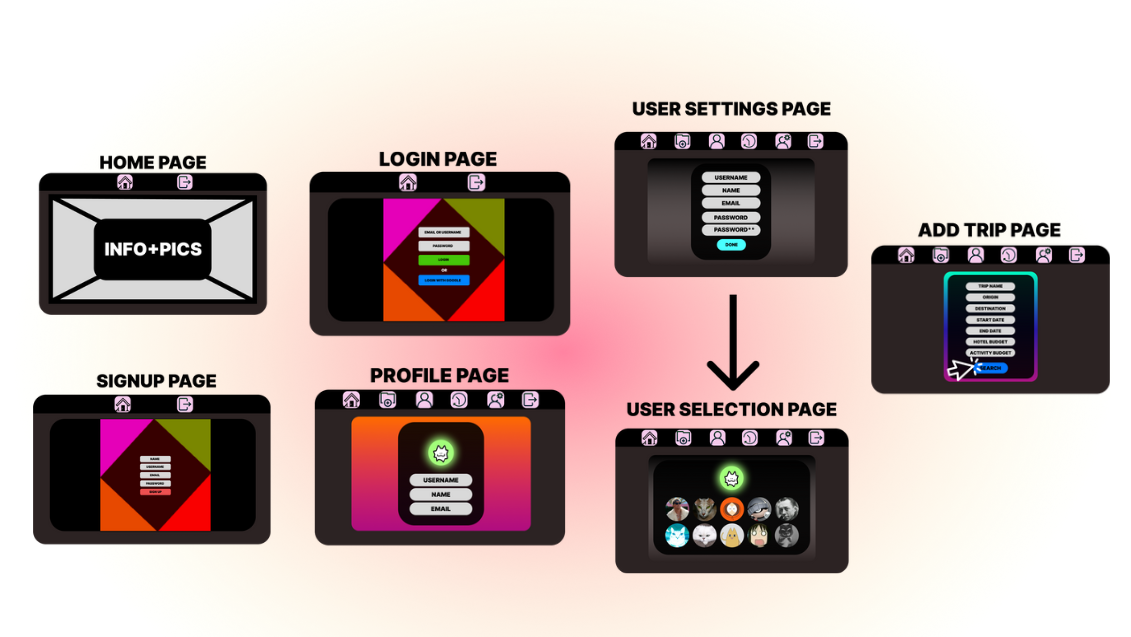 HOME PAGE
INFO+PICS
LOGIN PAGE
EMAIL OR USERNAME
PASSWORD
LOGIN
OR
LOGIN WITH GOOGLE
USER SETTINGS PAGE
USERNAME
NAME
EMAIL
PASSWORD
PASSWORD**
DONE
ADD TRIP PAGE
TRIP NAME
ORIGIN
DESTINATION
START DATE
END DATE
HOTEL BUDGET
ACTIVITY BUDGET
SEARCH
SIGNUP PAGE
NAME
USERNAME
EMAIL
PASSWORD
SIGN UP
PROFILE PAGE
USERNAME
NAME
EMAIL
USER SELECTION PAGE